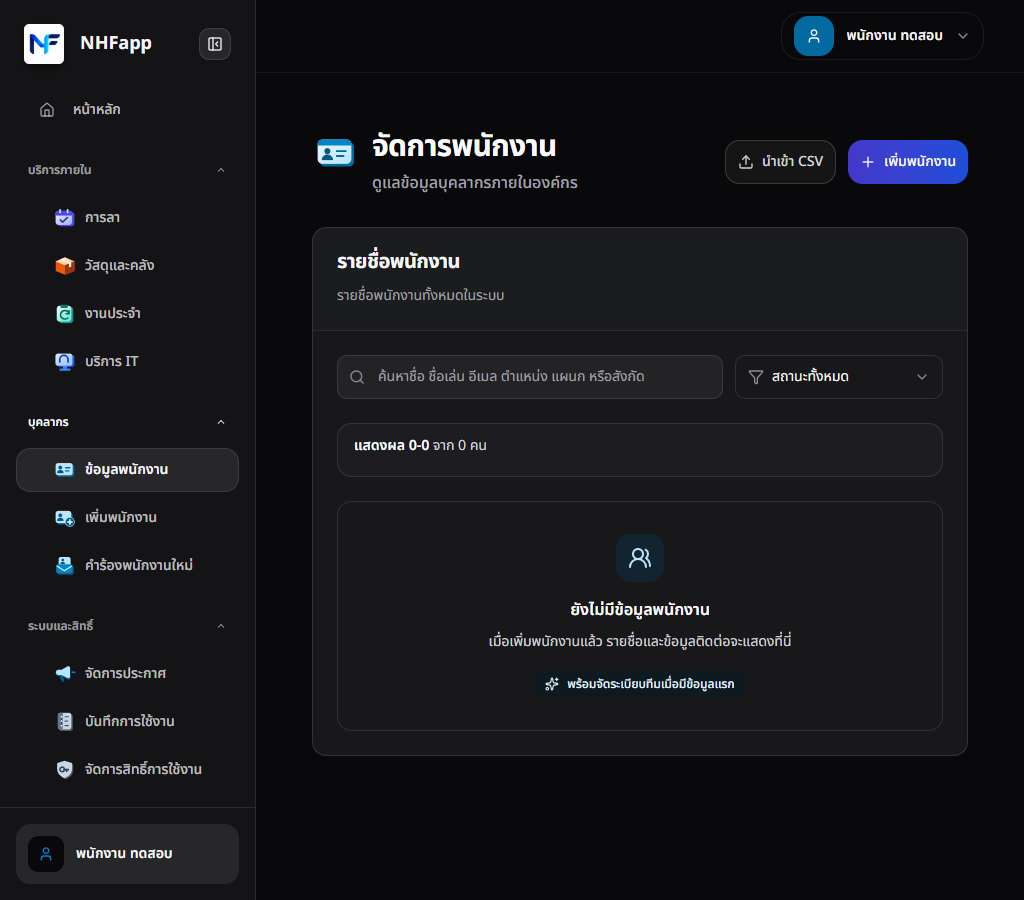 NHFapp
หน้าหลัก
บริการภายใน
การลา
วัสดุและคลัง
งานประจำ
บริการ IT
บุคลากร
ข้อมูลพนักงาน
เพิ่มพนักงาน
คำร้องพนักงานใหม่
ระบบและสิทธิ์
จัดการประกาศ
บันทึกการใช้งาน
จัดการสิทธิ์การใช้งาน
พนักงาน ทดสอบ
พนักงาน ทดสอบ
จัดการพนักงาน
ดูแลข้อมูลบุคลากรภายในองค์กร
นำเข้า CSV
เพิ่มพนักงาน
รายชื่อพนักงาน
รายชื่อพนักงานทั้งหมดในระบบ
ค้นหาชื่อ ชื่อเล่น อีเมล ตำแหน่ง แผนก หรือสังกัด
สถานะทั้งหมด
แสดงผล 0-0 จาก 0 คน
ยังไม่มีข้อมูลพนักงาน
เมื่อเพิ่มพนักงานแล้ว รายชื่อและข้อมูลติดต่อจะแสดงที่นี่
พร้อมจัดระเบียบทีมเมื่อมีข้อมูลแรก